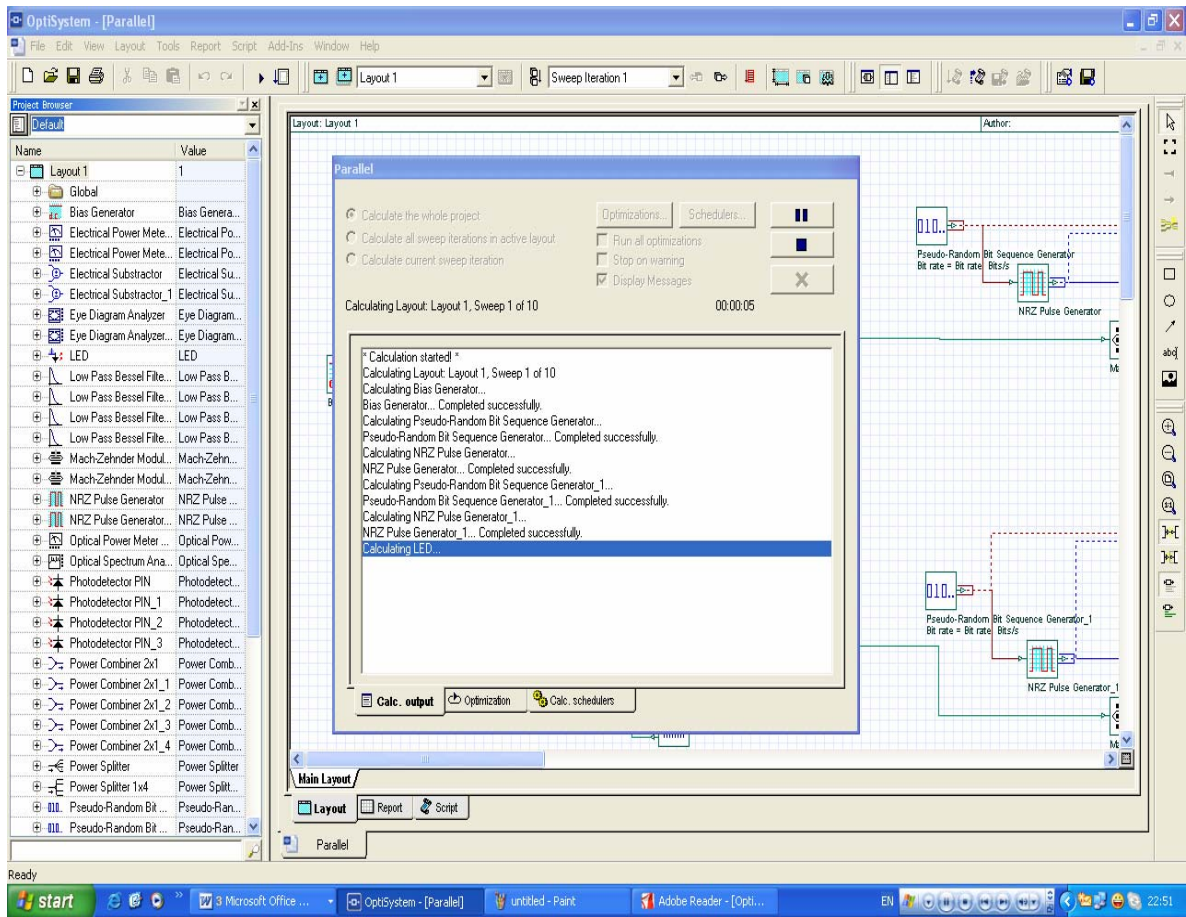 OptiSystem - [Parallel]
File Edit View Layout Tools Report Script Add-Ins Window Help
Layout 1
Sweep Iteration 1
Project Browser
Default
Name Value
Layout 1 1
Global
Bias Generator Bias Genera...
Electrical Power Mete... Electrical Po...
Electrical Power Mete... Electrical Po...
Electrical Substractor Electrical Su...
Electrical Substractor_1 Electrical Su...
Eye Diagram Analyzer Eye Diagram...
Eye Diagram Analyzer... Eye Diagram...
LED LED
Low Pass Bessel Filte... Low Pass B...
Low Pass Bessel Filte... Low Pass B...
Low Pass Bessel Filte... Low Pass B...
Low Pass Bessel Filte... Low Pass B...
Mach-Zehnder Modul... Mach-Zehn...
Mach-Zehnder Modul... Mach-Zehn...
NRZ Pulse Generator NRZ Pulse ...
NRZ Pulse Generator... NRZ Pulse ...
Optical Power Meter ... Optical Pow...
Optical Spectrum Ana... Optical Spe...
Photodetector PIN Photodetect...
Photodetector PIN_1 Photodetect...
Photodetector PIN_2 Photodetect...
Photodetector PIN_3 Photodetect...
Power Combiner 2x1 Power Comb...
Power Combiner 2x1_1 Power Comb...
Power Combiner 2x1_2 Power Comb...
Power Combiner 2x1_3 Power Comb...
Power Combiner 2x1_4 Power Comb...
Power Splitter Power Splitter
Power Splitter 1x4 Power Splitt...
Pseudo-Random Bit ... Pseudo-Ran...
Pseudo-Random Bit ... Pseudo-Ran...
Layout: Layout 1
Author:
Parallel
Calculate the whole project
Calculate all sweep iterations in active layout
Calculate current sweep iteration
Optimizations...
Schedulers...
Run all optimizations
Stop on warning
Display Messages
Calculating Layout: Layout 1, Sweep 1 of 10
00:00:05
* Calculation started! *
Calculating Layout: Layout 1, Sweep 1 of 10
Calculating Bias Generator...
Bias Generator... Completed successfully.
Calculating Pseudo-Random Bit Sequence Generator...
Pseudo-Random Bit Sequence Generator... Completed successfully.
Calculating NRZ Pulse Generator...
NRZ Pulse Generator... Completed successfully.
Calculating Pseudo-Random Bit Sequence Generator_1...
Pseudo-Random Bit Sequence Generator_1... Completed successfully.
Calculating NRZ Pulse Generator_1...
NRZ Pulse Generator_1... Completed successfully.
Calculating LED...
Calc. output
Optimization
Calc. schedulers
010..
Pseudo-Random Bit Sequence Generator
Bit rate = Bit rate Bits/s
NRZ Pulse Generator
010..
Pseudo-Random Bit Sequence Generator_1
Bit rate = Bit rate Bits/s
NRZ Pulse Generator_1
abc
Main Layout
Layout
Report
Script
Parallel
Ready
start
3 Microsoft Office ...
OptiSystem - [Parallel]
untitled - Paint
Adobe Reader - [Opti...
EN
22:51